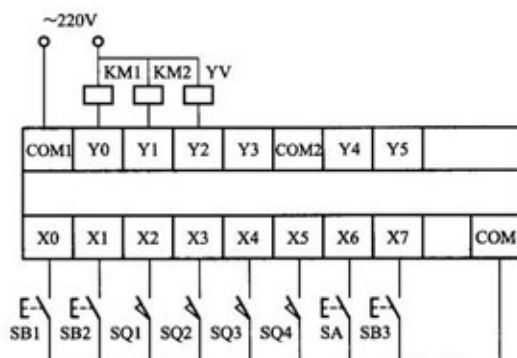 ~220V
KM1 KM2 YV
COM1 Y0 Y1 Y2 Y3 COM2 Y4 Y5
X0 X1 X2 X3 X4 X5 X6 X7 COM
SB1 SB2 SQ1 SQ2 SQ3 SQ4 SA SB3